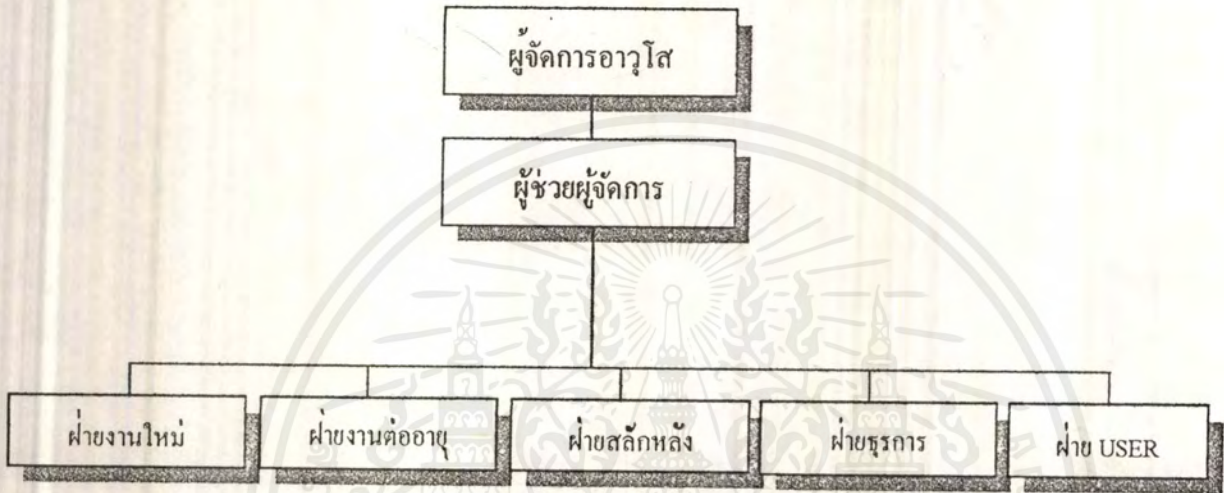 ผู้จัดการอาวุโส
ผู้ช่วยผู้จัดการ
ฝ่ายงานใหม่
ฝ่ายงานต่ออายุ
ฝ่ายสลักหลัง
ฝ่ายธุรการ
ฝ่าย USER